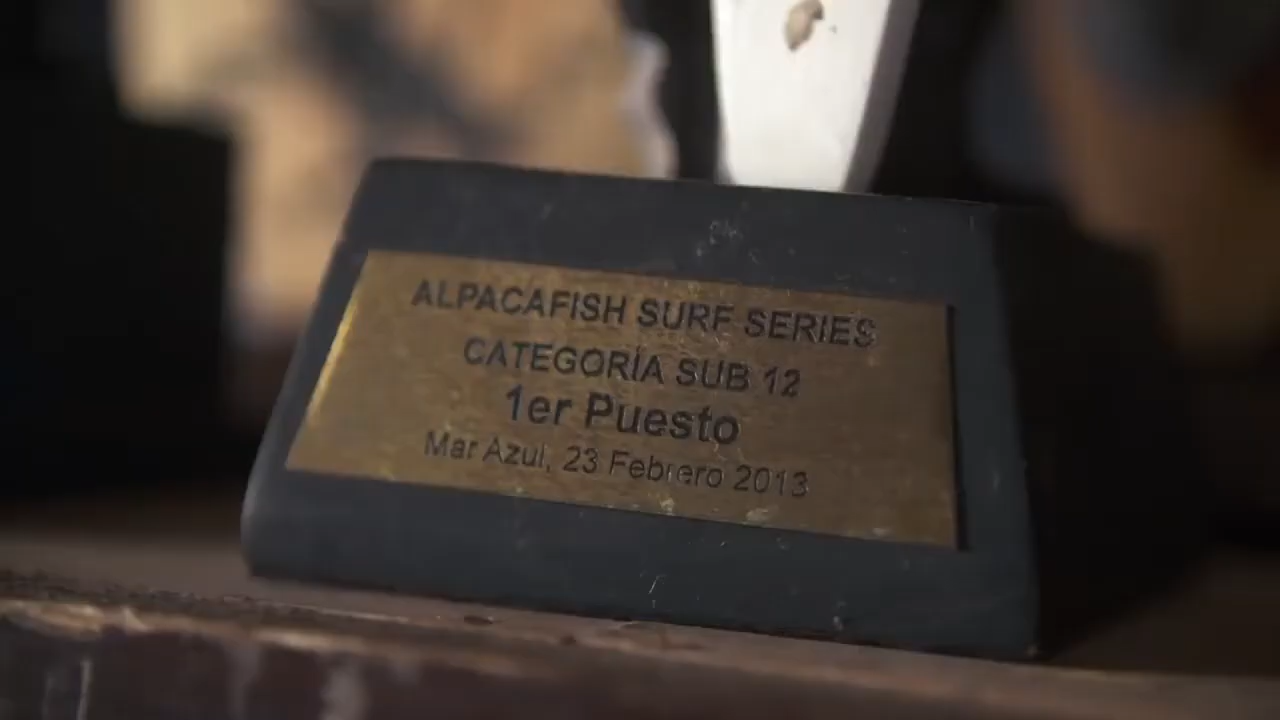 ALPACAFISH SURF SERIES
CATEGORÍA SUB 12
1er Puesto
Mar Azul, 23 Febrero 2013